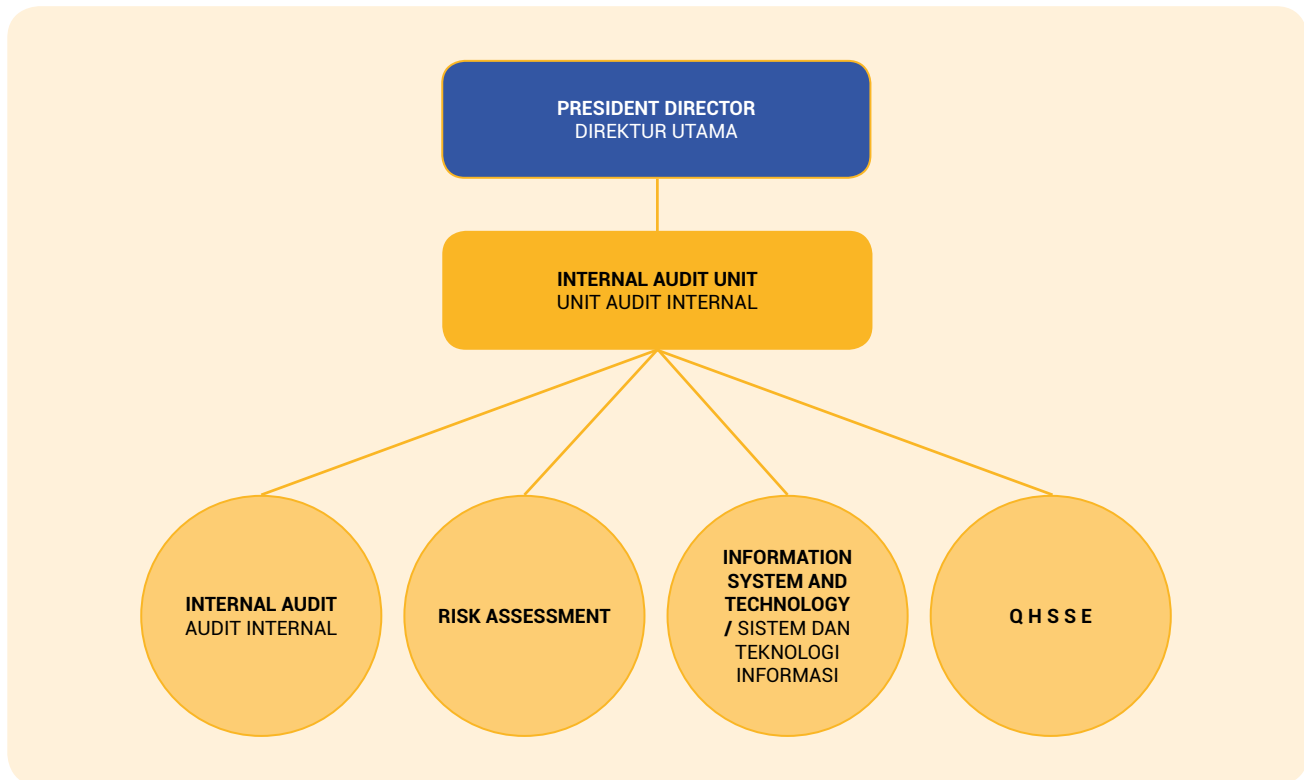 PRESIDENT DIRECTOR
DIREKTUR UTAMA
INTERNAL AUDIT UNIT
UNIT AUDIT INTERNAL
INTERNAL AUDIT
AUDIT INTERNAL
RISK ASSESSMENT
INFORMATION
SYSTEM AND
TECHNOLOGY
/ SISTEM DAN
TEKNOLOGI
INFORMASI
Q H S S E